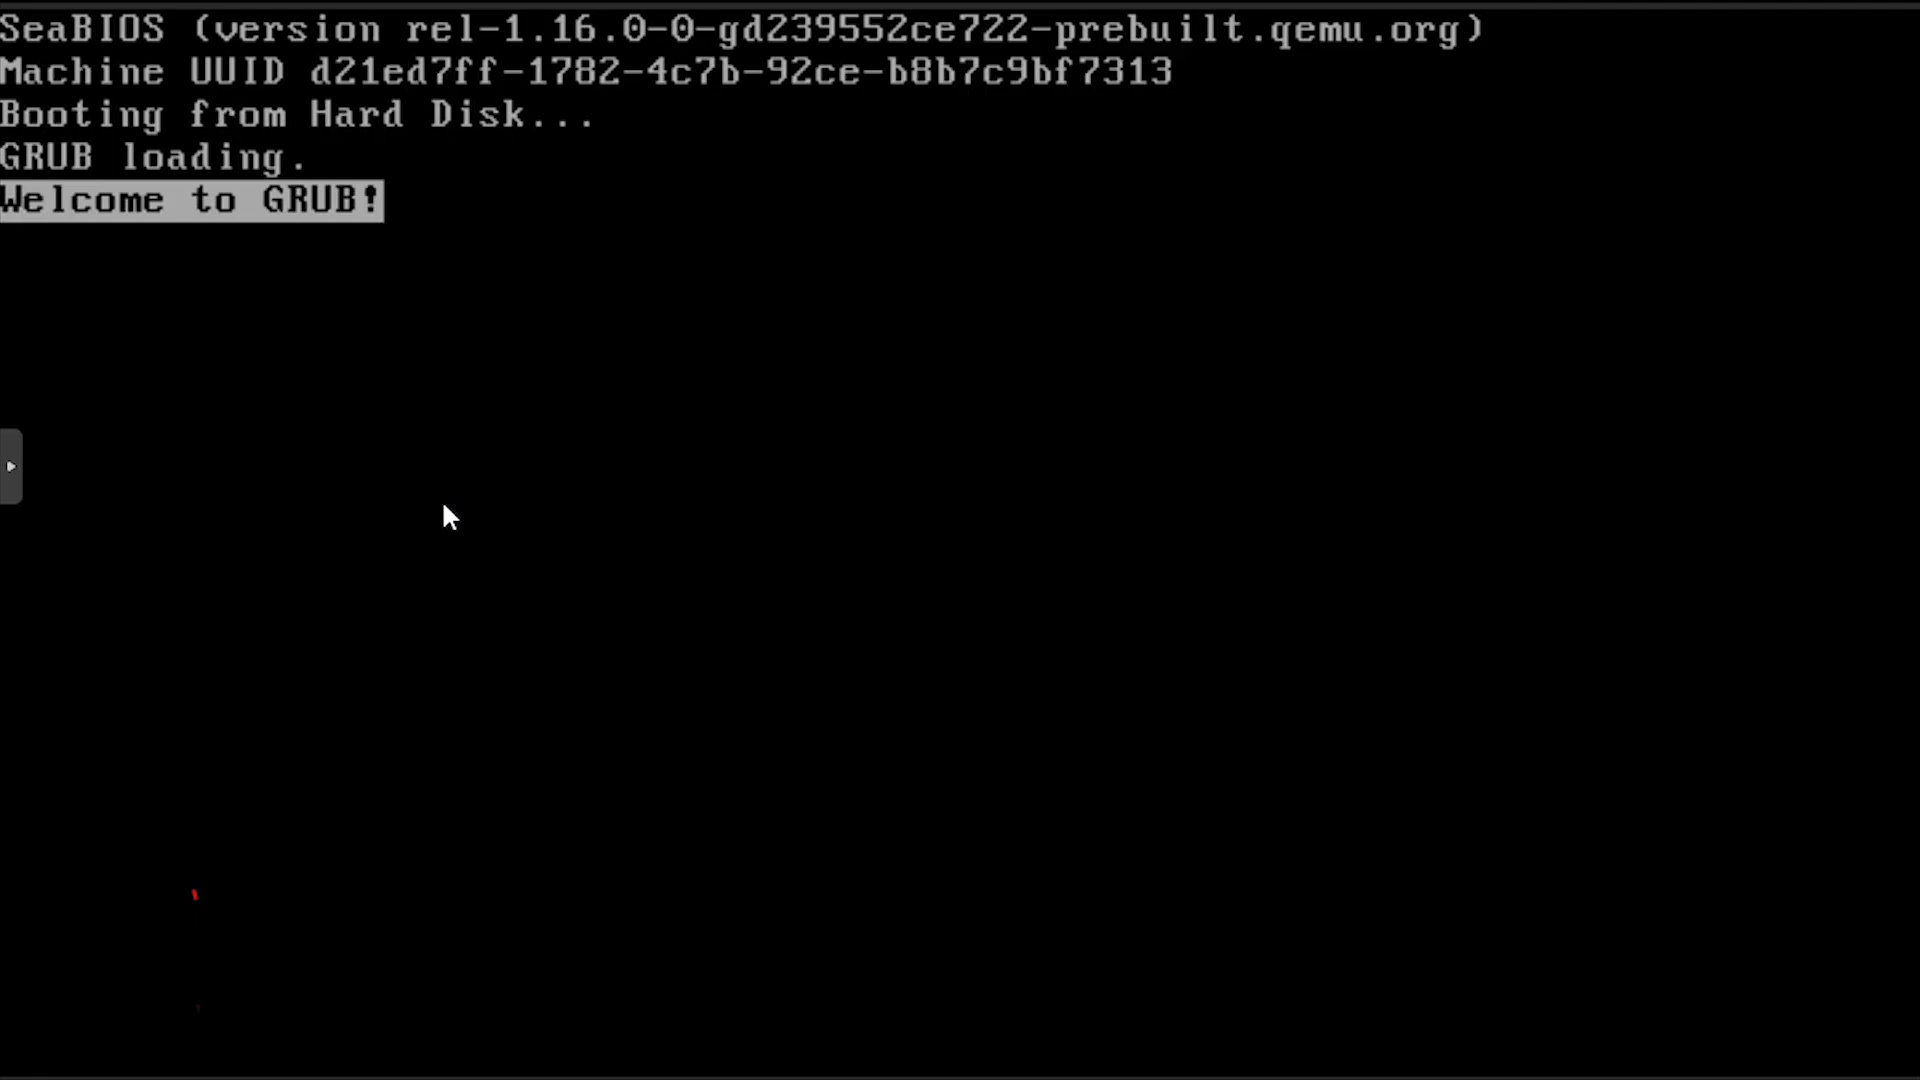 SeaBIOS (version rel-1.16.0-0-gd239552ce722-prebuilt.qemu.org)
Machine UUID d21ed7ff-1782-4c7b-92ce-b8b7c9bf7313
Booting from Hard Disk...
GRUB loading.
Welcome to GRUB!